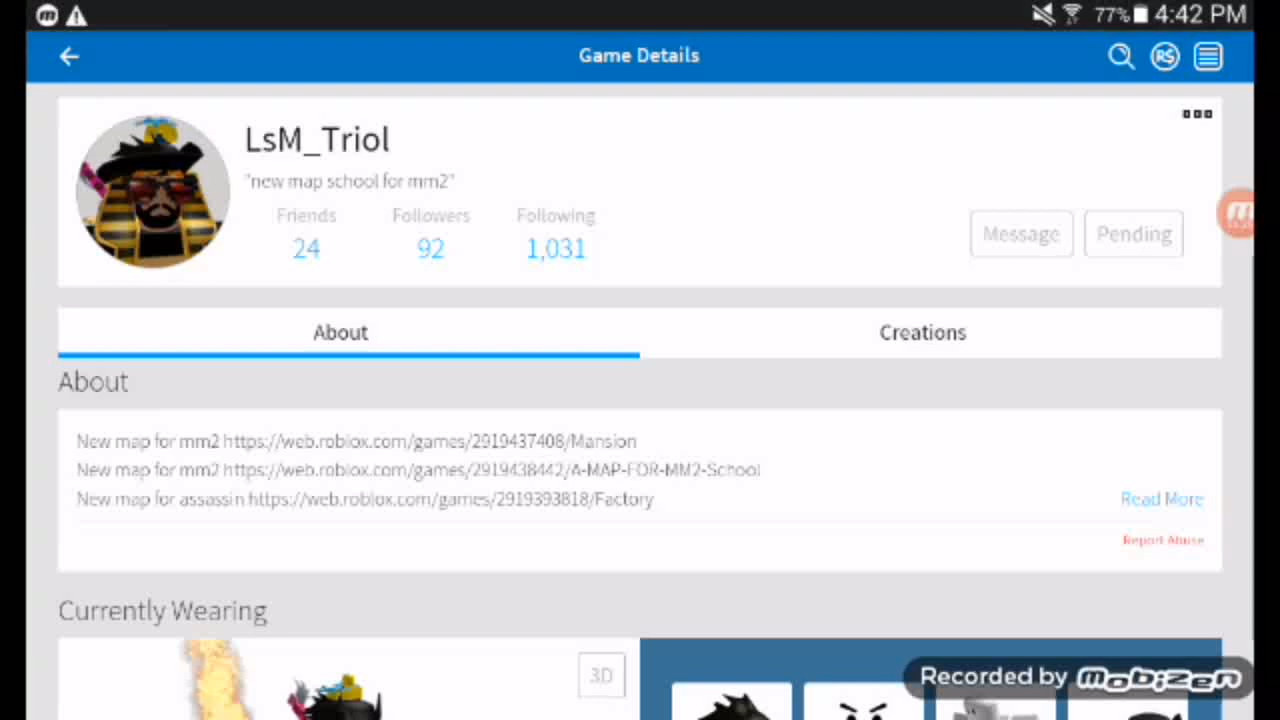 77% 4:42 PM
Game Details
R$
LsM_Triol
"new map school for mm2"
Friends Followers Following
24 92 1,031
Message Pending
About Creations
About
New map for mm2 https://web.roblox.com/games/2919437408/Mansion
New map for mm2 https://web.roblox.com/games/2919438442/A-MAP-FOR-MM2-School
New map for assassin https://web.roblox.com/games/2919393818/Factory
Read More
Report Abuse
Currently Wearing
3D
Recorded by mobizen